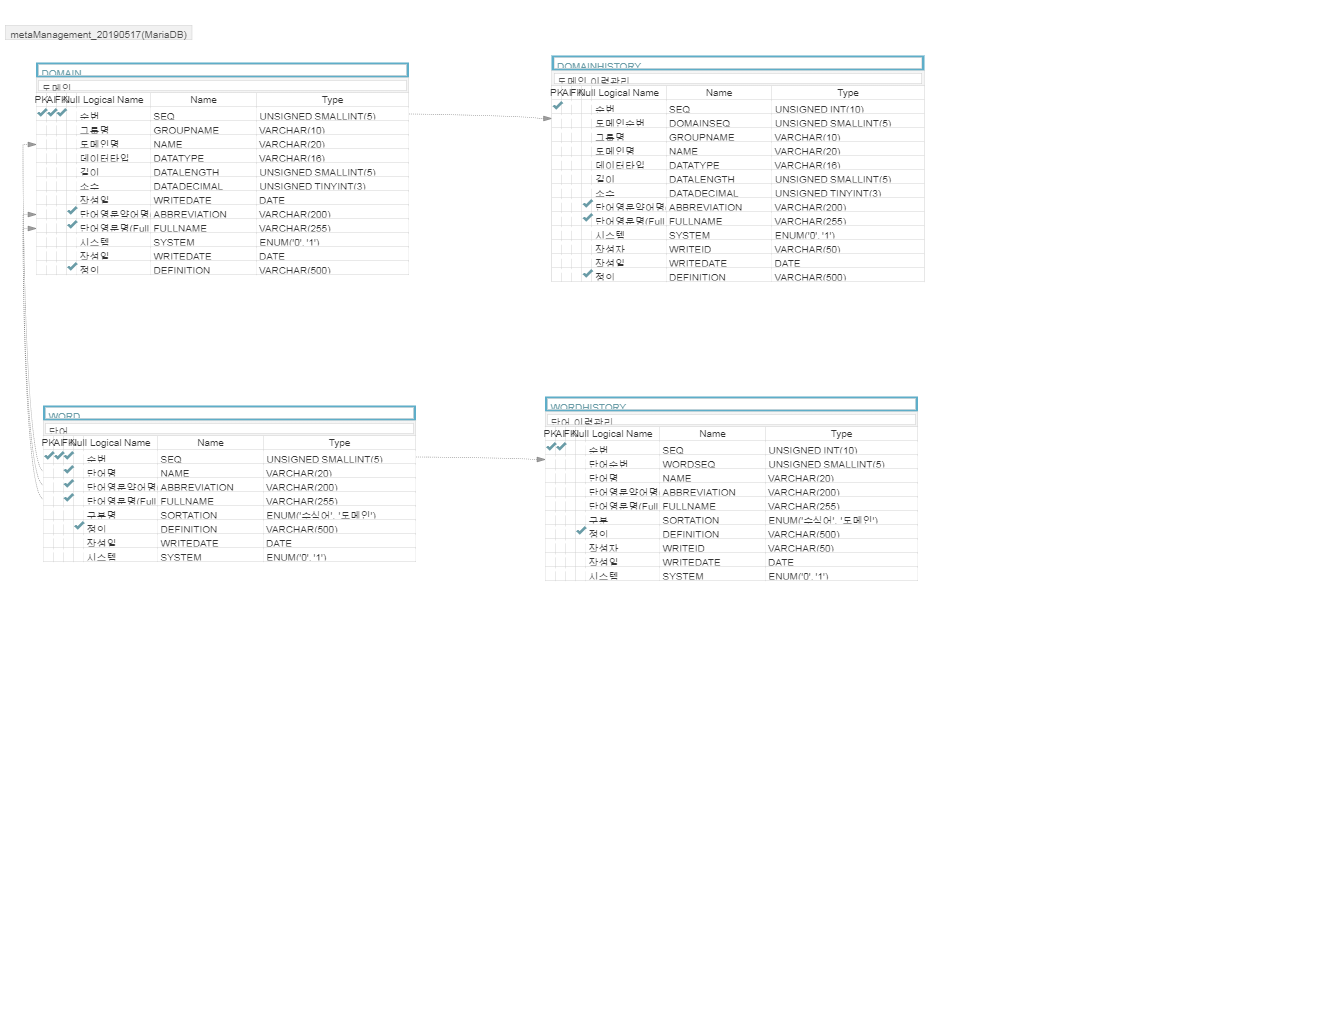 metaManagement_20190517(MariaDB)
DOMAIN
도메인
PK AI FK Null Logical Name Name Type
순번 SEQ UNSIGNED SMALLINT(5)
그룹명 GROUPNAME VARCHAR(10)
도메인명 NAME VARCHAR(20)
데이터타입 DATATYPE VARCHAR(16)
길이 DATALENGTH UNSIGNED SMALLINT(5)
소수 DATADECIMAL UNSIGNED TINYINT(3)
작성일 WRITEDATE DATE
단어영문약어명 ABBREVIATION VARCHAR(200)
단어영문명(Full FULLNAME VARCHAR(255)
시스템 SYSTEM ENUM('0', '1')
작성일 WRITEDATE DATE
정의 DEFINITION VARCHAR(500)
DOMAINHISTORY
도메인 이력관리
PK AI FK Null Logical Name Name Type
순번 SEQ UNSIGNED INT(10)
도메인순번 DOMAINSEQ UNSIGNED SMALLINT(5)
그룹명 GROUPNAME VARCHAR(10)
도메인명 NAME VARCHAR(20)
데이터타입 DATATYPE VARCHAR(16)
길이 DATALENGTH UNSIGNED SMALLINT(5)
소수 DATADECIMAL UNSIGNED TINYINT(3)
단어영문약어명 ABBREVIATION VARCHAR(200)
단어영문명(Full FULLNAME VARCHAR(255)
시스템 SYSTEM ENUM('0', '1')
작성자 WRITEID VARCHAR(50)
작성일 WRITEDATE DATE
정의 DEFINITION VARCHAR(500)
WORD
단어
PK AI FK Null Logical Name Name Type
순번 SEQ UNSIGNED SMALLINT(5)
단어명 NAME VARCHAR(20)
단어영문약어명 ABBREVIATION VARCHAR(200)
단어영문명(Full FULLNAME VARCHAR(255)
구분명 SORTATION ENUM('수식어', '도메인')
정의 DEFINITION VARCHAR(500)
작성일 WRITEDATE DATE
시스템 SYSTEM ENUM('0', '1')
WORDHISTORY
단어 이력관리
PK AI FK Null Logical Name Name Type
순번 SEQ UNSIGNED INT(10)
단어순번 WORDSEQ UNSIGNED SMALLINT(5)
단어명 NAME VARCHAR(20)
단어영문약어명 ABBREVIATION VARCHAR(200)
단어영문명(Full FULLNAME VARCHAR(255)
구분 SORTATION ENUM('수식어', '도메인')
정의 DEFINITION VARCHAR(500)
작성자 WRITEID VARCHAR(50)
작성일 WRITEDATE DATE
시스템 SYSTEM ENUM('0', '1')